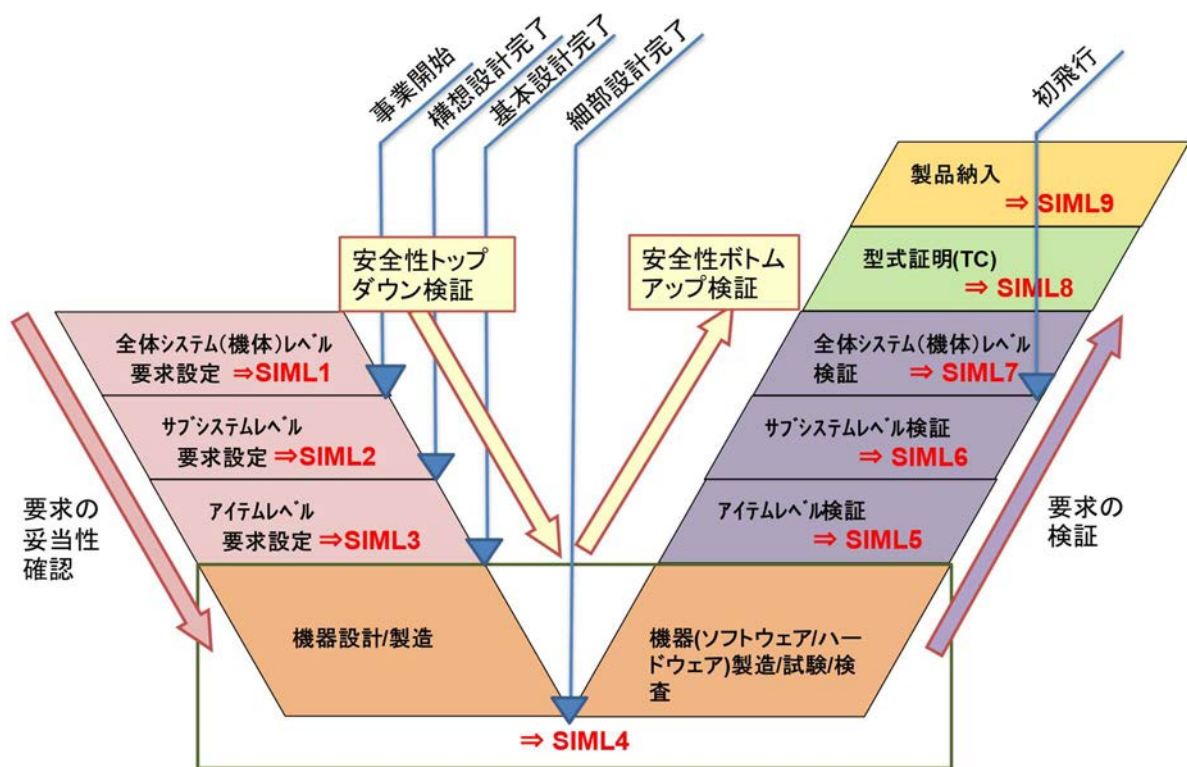 事業開始
構想設計完了
基本設計完了
細部設計完了
初飛行
製品納入
⇒ SIML9
型式証明(TC)
⇒ SIML8
安全性トップ
ダウン検証
安全性ボトム
アップ検証
全体システム(機体)レベル
要求設定 ⇒SIML1
サブシステムレベル
要求設定 ⇒SIML2
アイテムレベル
要求設定 ⇒SIML3
全体システム(機体)レベル
検証 ⇒ SIML7
サブシステムレベル検証
⇒ SIML6
アイテムレベル検証
⇒ SIML5
要求の
妥当性
確認
要求の
検証
機器設計/製造
機器(ソフトウェア/ハー
ドウェア)製造/試験/検
査
⇒ SIML4